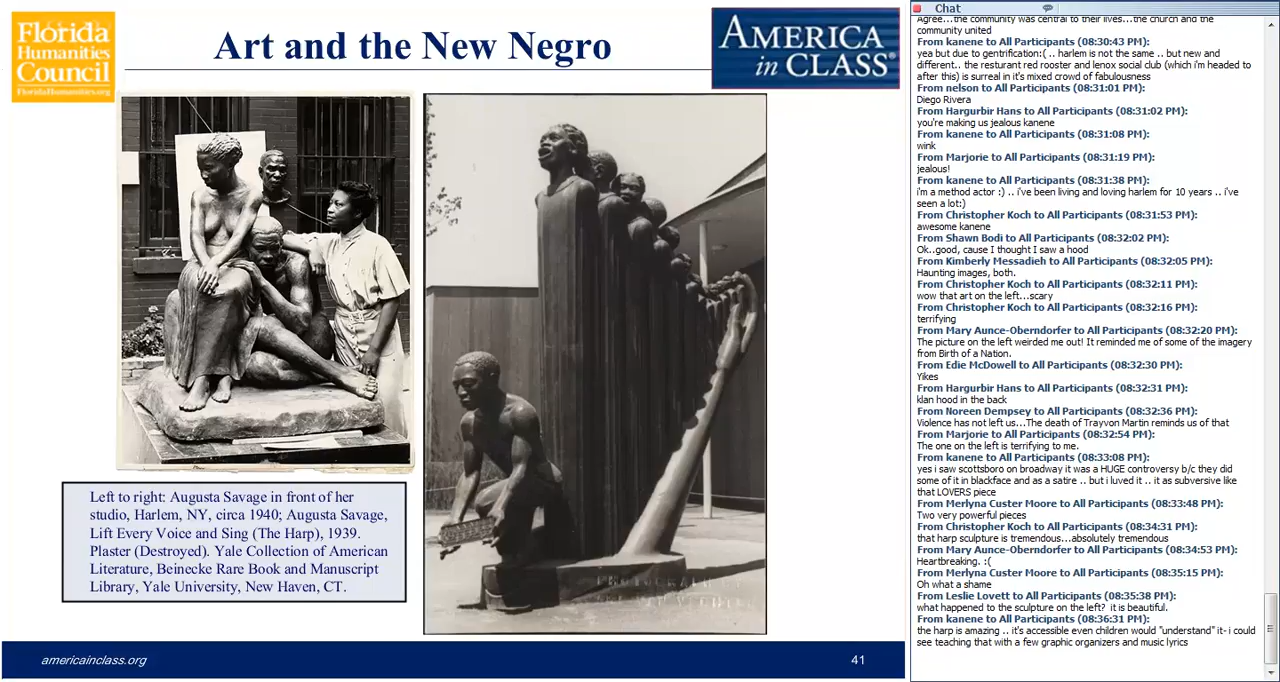 Florida
Humanities
Council
FloridaHumanities.org
Art and the New Negro
AMERICA
in CLASS®
Left to right: Augusta Savage in front of her
studio, Harlem, NY, circa 1940; Augusta Savage,
Lift Every Voice and Sing (The Harp), 1939.
Plaster (Destroyed). Yale Collection of American
Literature, Beinecke Rare Book and Manuscript
Library, Yale University, New Haven, CT.
americainclass.org
41
Chat
Agree...the community was central to their lives...the church and the
community united
From kanene to All Participants (08:30:43 PM):
yea but due to gentrification:( .. harlem is not the same .. but new and
different.. the resturant red rooster and lenox social club (which i'm headed to
after this) is surreal in it's mixed crowd of fabulousness
From nelson to All Participants (08:31:01 PM):
Diego Rivera
From Hargurbir Hans to All Participants (08:31:02 PM):
you're making us jealous kanene
From kanene to All Participants (08:31:08 PM):
wink
From Marjorie to All Participants (08:31:19 PM):
jealous!
From kanene to All Participants (08:31:38 PM):
i'm a method actor :) .. i've been living and loving harlem for 10 years .. i've
seen a lot:)
From Christopher Koch to All Participants (08:31:53 PM):
awesome kanene
From Shawn Bodi to All Participants (08:32:02 PM):
Ok..good, cause I thought I saw a hood
From Kimberly Messadieh to All Participants (08:32:05 PM):
Haunting images, both.
From Christopher Koch to All Participants (08:32:11 PM):
wow that art on the left...scary
From Christopher Koch to All Participants (08:32:16 PM):
terrifying
From Mary Aunce-Oberndorfer to All Participants (08:32:20 PM):
The picture on the left weirded me out! It reminded me of some of the imagery
from Birth of a Nation.
From Edie McDowell to All Participants (08:32:30 PM):
Yikes
From Hargurbir Hans to All Participants (08:32:31 PM):
klan hood in the back
From Noreen Dempsey to All Participants (08:32:36 PM):
Violence has not left us...The death of Trayvon Martin reminds us of that
From Marjorie to All Participants (08:32:54 PM):
The one on the left is terrifying to me.
From kanene to All Participants (08:33:08 PM):
yes i saw scottsboro on broadway it was a HUGE controversy b/c they did
some of it in blackface and as a satire .. but i luved it .. it as subversive like
that LOVERS piece
From Merlyna Custer Moore to All Participants (08:33:48 PM):
Two very powerful pieces
From Christopher Koch to All Participants (08:34:31 PM):
that harp sculpture is tremendous...absolutely tremendous
From Mary Aunce-Oberndorfer to All Participants (08:34:53 PM):
Heartbreaking. :(
From Merlyna Custer Moore to All Participants (08:35:15 PM):
Oh what a shame
From Leslie Lovett to All Participants (08:35:38 PM):
what happened to the sculpture on the left? it is beautiful.
From kanene to All Participants (08:36:31 PM):
the harp is amazing .. it's accessible even children would "understand" it- i could
see teaching that with a few graphic organizers and music lyrics